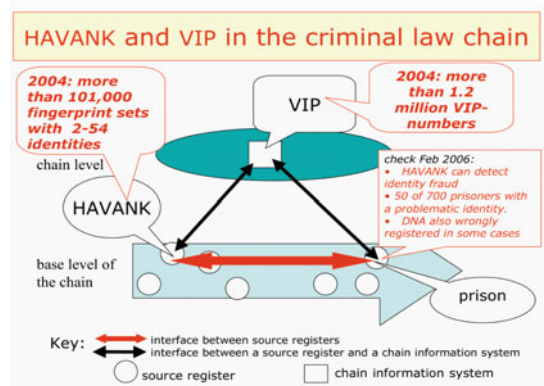 HAVANK and VIP in the criminal law chain
2004: more
than 101,000
fingerprint sets
with 2-54
identities
VIP
2004: more
than 1.2
million VIP-
numbers
chain level
HAVANK
check Feb 2006:
• HAVANK can detect
identity fraud
• 50 of 700 prisoners with
a problematic identity.
• DNA also wrongly
registered in some cases
base level of
the chain
prison
Key:
interface between source registers
interface between a source register and a chain information system
source register
chain information system